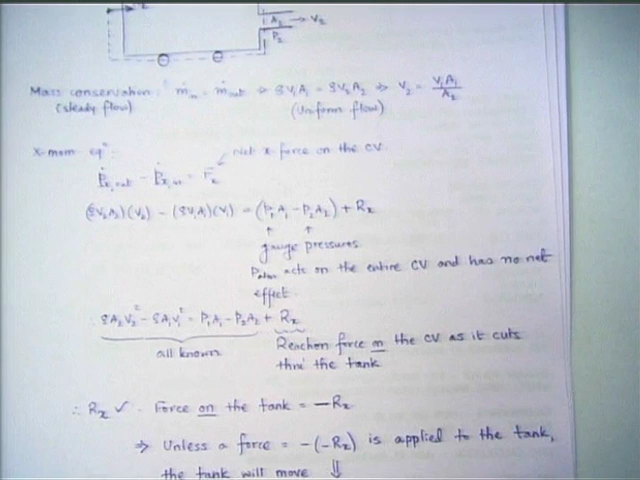 A₂ → V₂
P₂
Mass conservation: ṁin = ṁout ⇒ ρV₁A₁ = ρV₂A₂ ⇒ V₂ = V₁A₁/A₂
(steady flow) (Uniform flow)
X-mom eqⁿ:
Net x force on the CV
Ṗx,out - Ṗx,in = Fx
(ρV₂A₂)(V₂) - (ρV₁A₁)(V₁) = (P₁A₁ - P₂A₂) + Rx
↑ ↑
gauge pressures.
Patm acts on the entire CV and has no net
effect.
ρA₂V₂² - ρA₁V₁² = P₁A₁ - P₂A₂ + Rx
all known
Reaction force on the CV as it cuts
thru' the tank
∴ Rx ✓. Force on the tank = -Rx
⇒ Unless a force = -(-Rx) is applied to the tank,
the tank will move ⇓